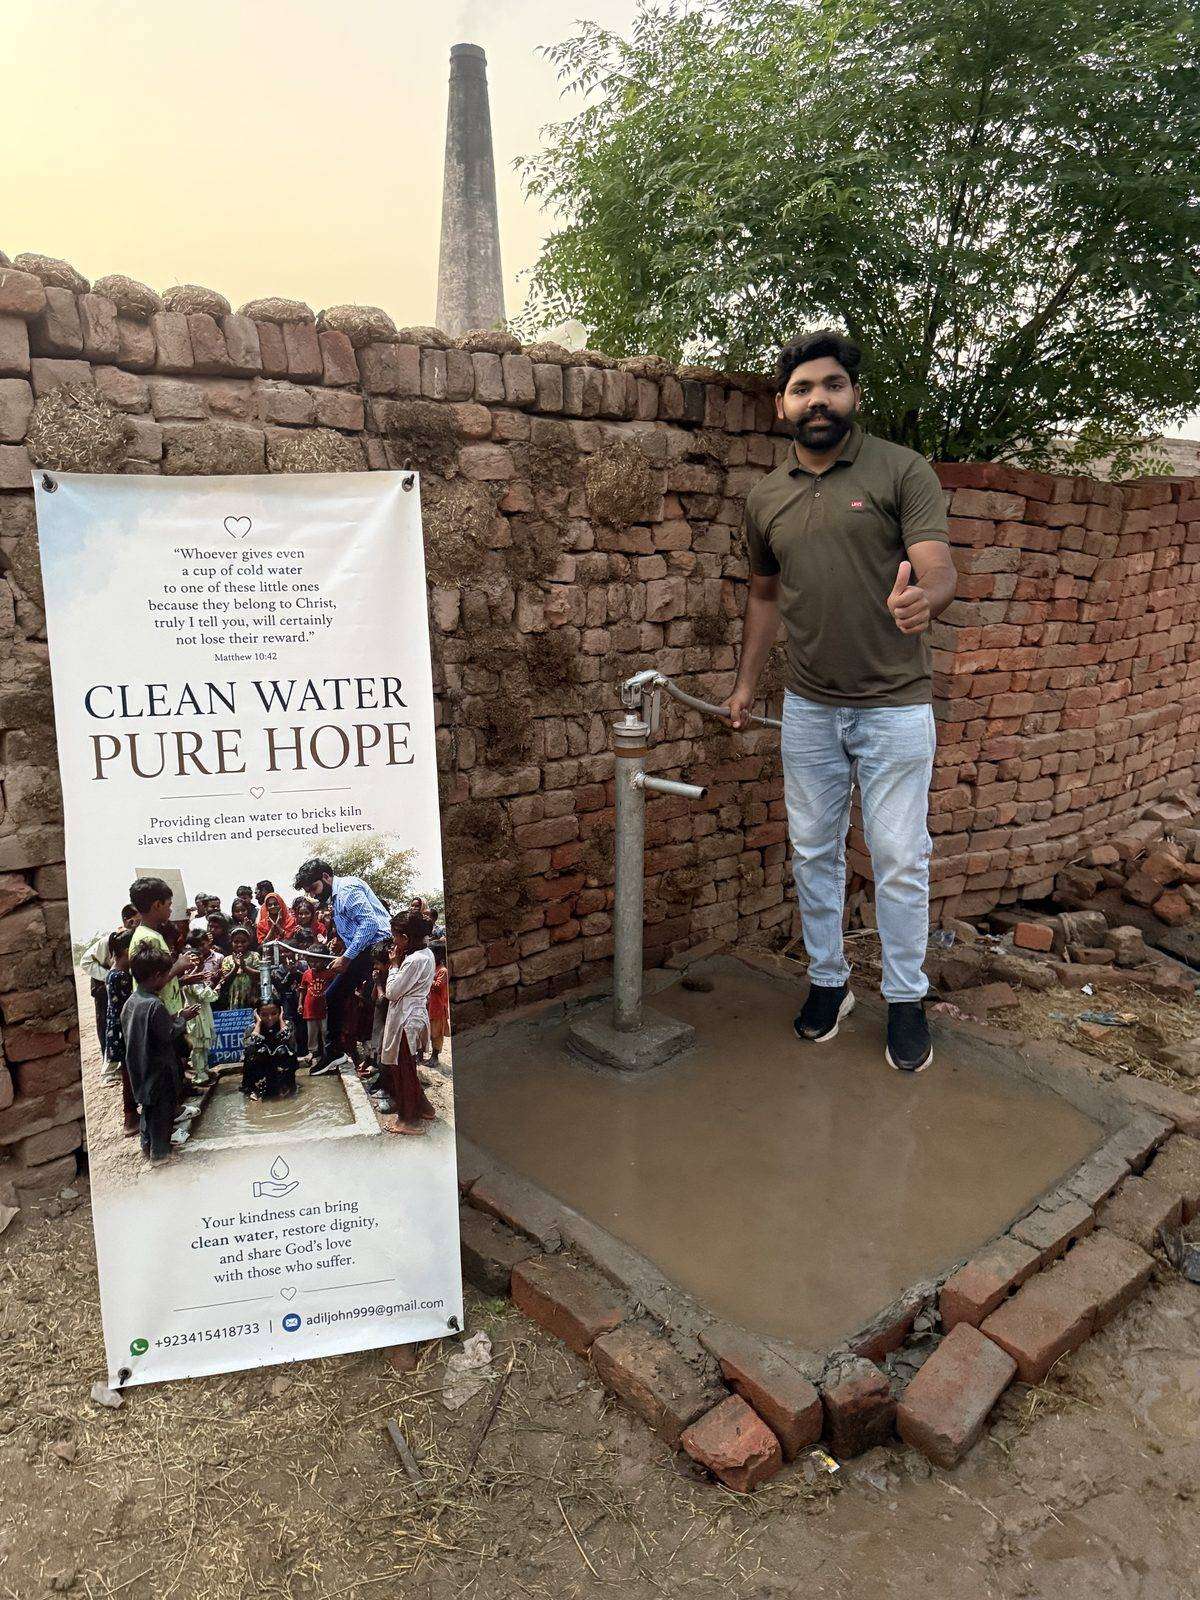 “Whoever gives even
a cup of cold water
to one of these little ones
because they belong to Christ,
truly I tell you, will certainly
not lose their reward.”
Matthew 10:42
CLEAN WATER
PURE HOPE
Providing clean water to bricks kiln
slaves children and persecuted believers.
WATER
Your kindness can bring
clean water, restore dignity,
and share God’s love
with those who suffer.
+923415418733 | adiljohn999@gmail.com